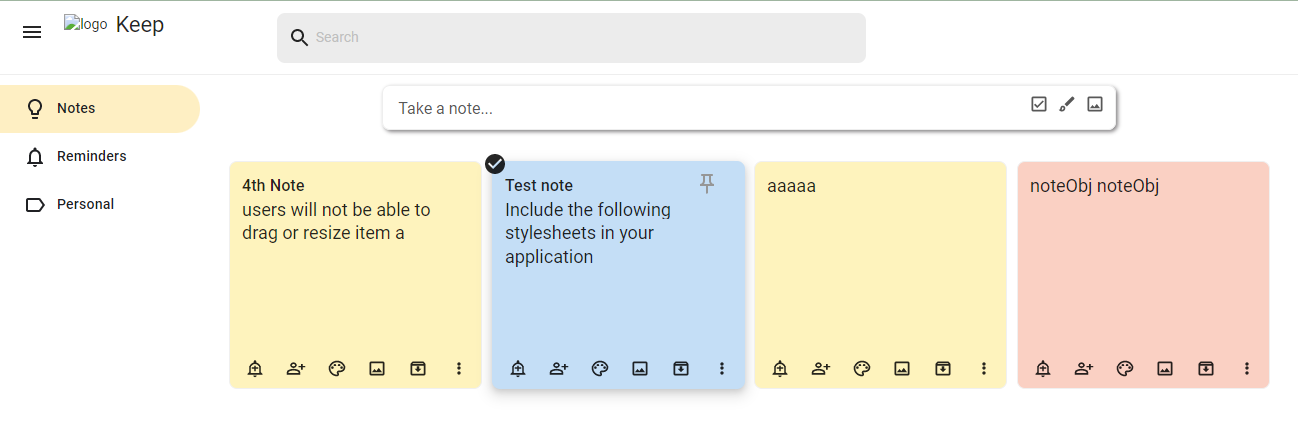 logo Keep
Search
Notes
Take a note...
Reminders
Personal
4th Note
users will not be able to
drag or resize item a
Test note
Include the following
stylesheets in your
application
aaaaa
noteObj noteObj